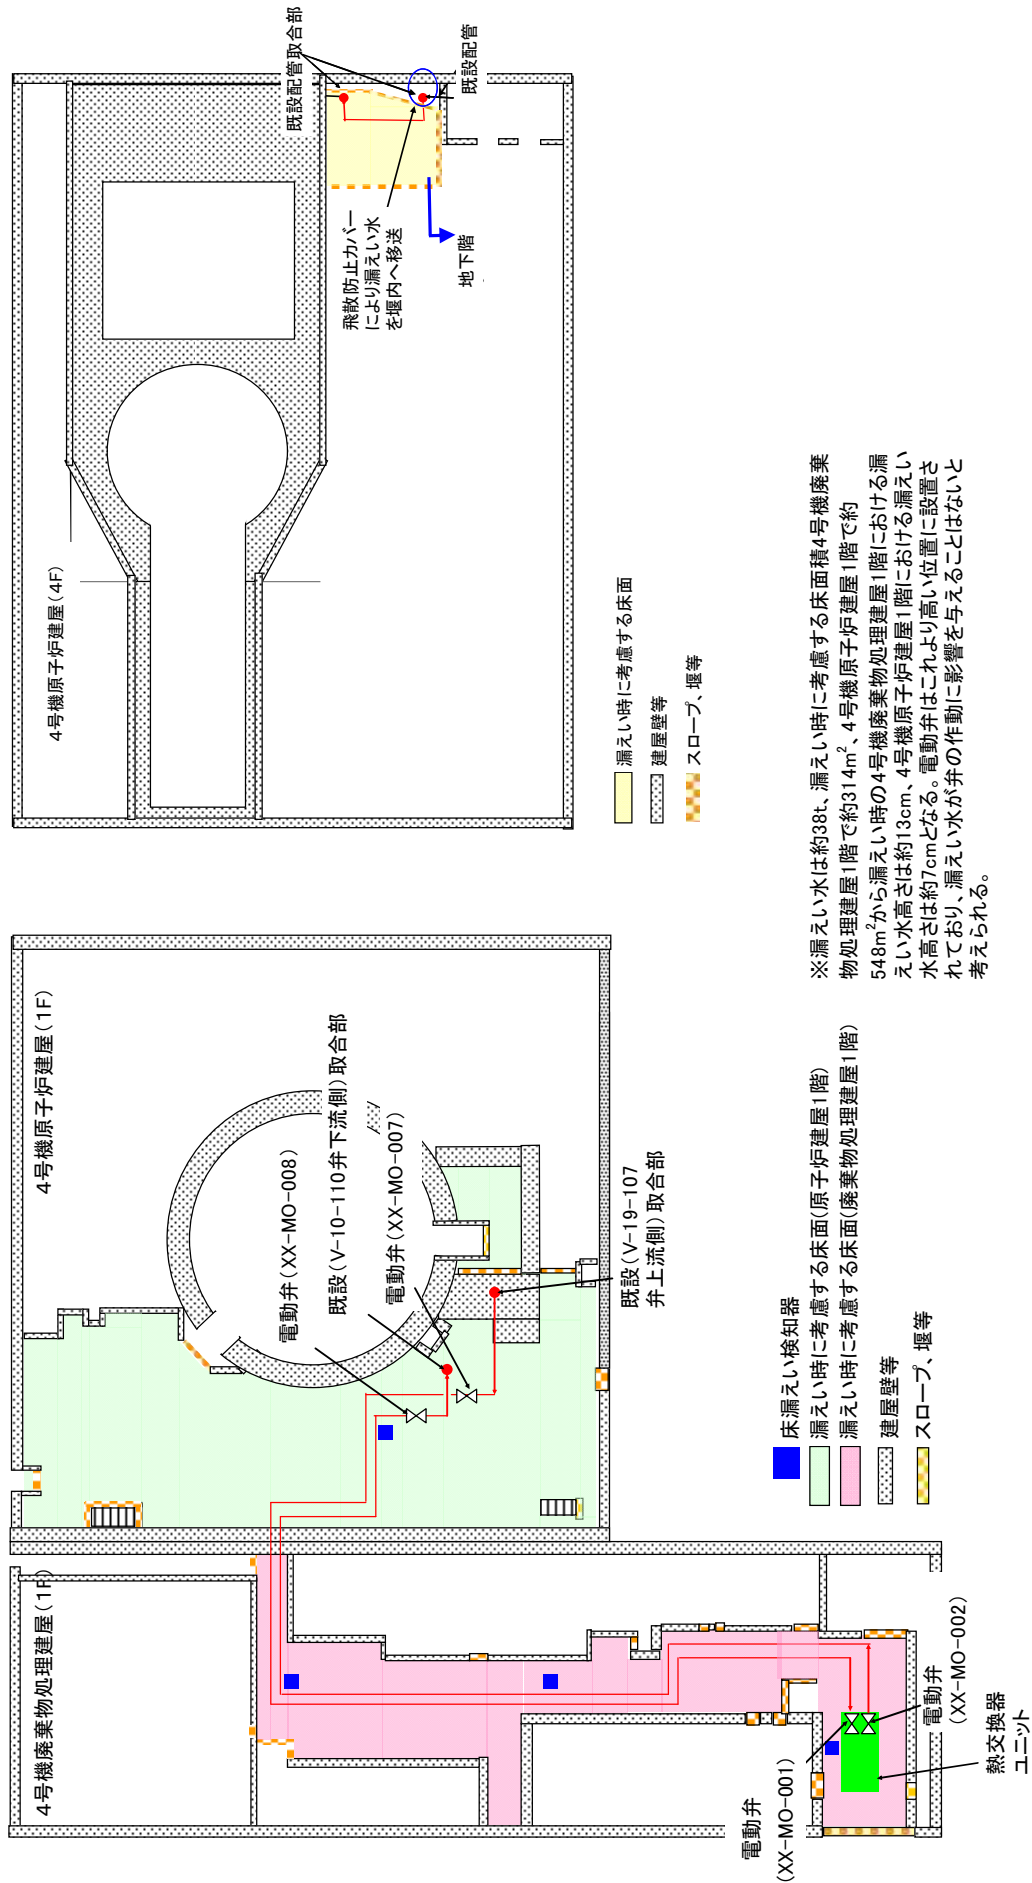 4号機廃棄物処理建屋(1F)
電動弁
(XX-MO-001)
電動弁
(XX-MO-002)
熱交換器
ユニット
4号機原子炉建屋(1F)
電動弁(XX-MO-008)
既設(V-10-110弁下流側)取合部
電動弁(XX-MO-007)
既設(V-19-107
弁上流側)取合部
床漏えい検知器
漏えい時に考慮する床面(原子炉建屋1階)
漏えい時に考慮する床面(廃棄物処理建屋1階)
建屋壁等
スロープ、堰等
4号機原子炉建屋(4F)
既設配管取合部
飛散防止カバー
により漏えい水
を堰内へ移送
地下階
既設配管
漏えい時に考慮する床面
建屋壁等
スロープ、堰等
※漏えい水は約38t、漏えい時に考慮する床面積4号機廃棄
物処理建屋1階で約314m²、4号機原子炉建屋1階で約
548m²から漏えい時の4号機廃棄物処理建屋1階における漏
えい水高さは約13cm、4号機原子炉建屋1階における漏えい
水高さは約7cmとなる。電動弁はこれより高い位置に設置さ
れており、漏えい水が弁の作動に影響を与えることはないと
考えられる。